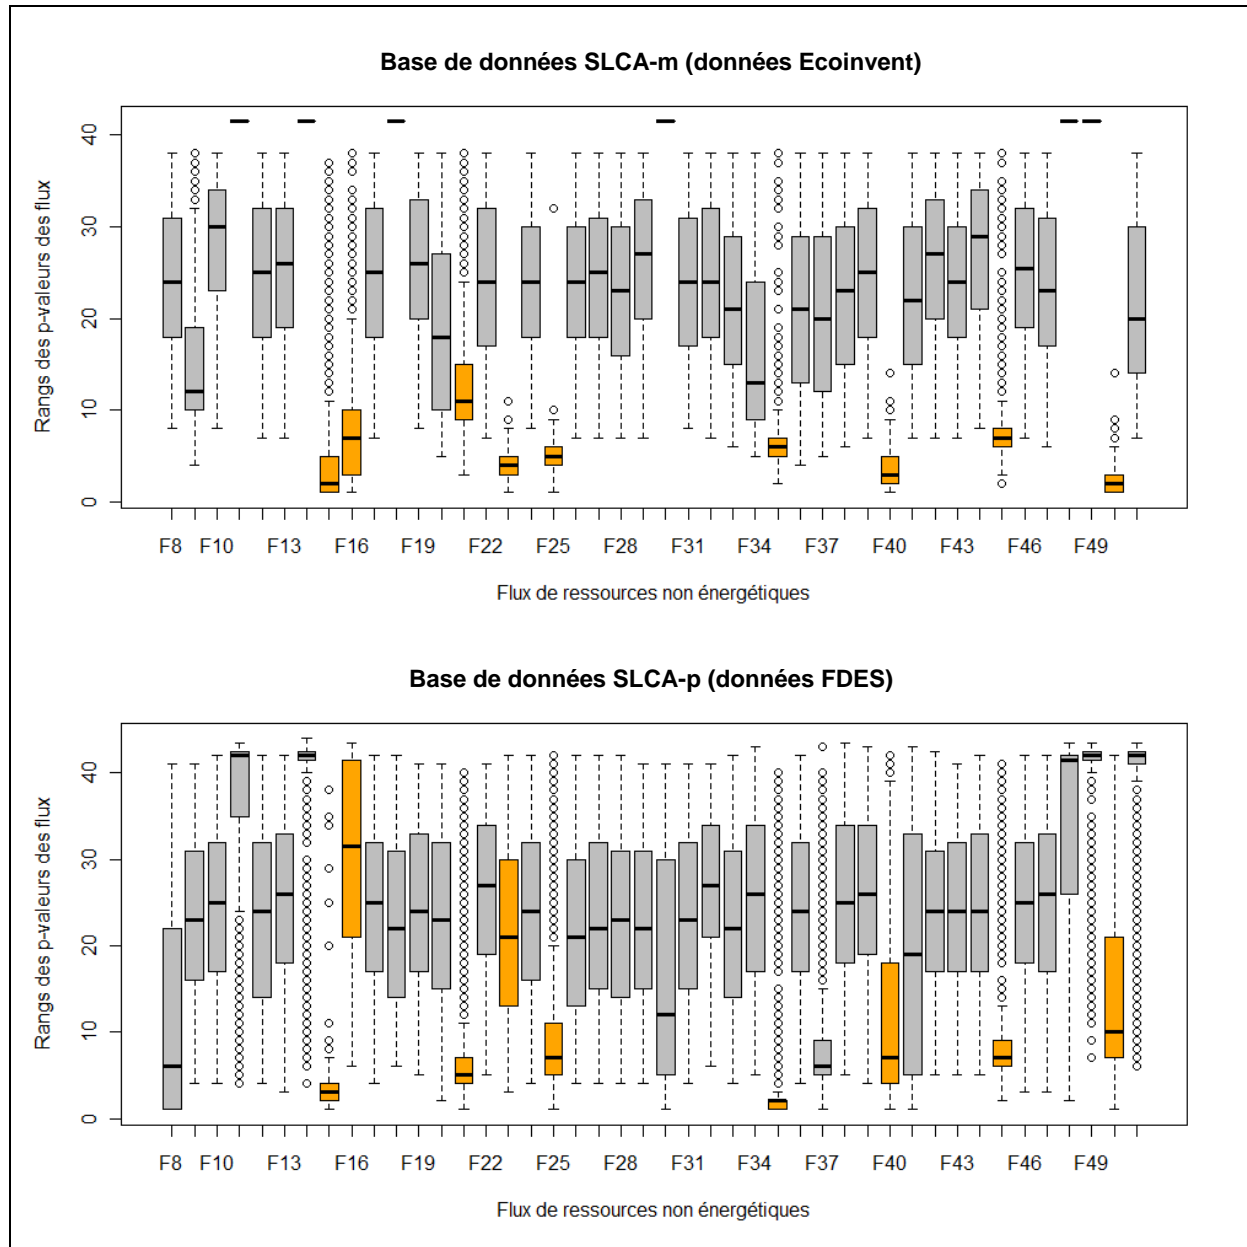 Base de données SLCA-m (données Ecoinvent)
Rangs des p-valeurs des flux
40
30
20
10
0
F8 F10 F13 F16 F19 F22 F25 F28 F31 F34 F37 F40 F43 F46 F49
Flux de ressources non énergétiques
Base de données SLCA-p (données FDES)
Rangs des p-valeurs des flux
40
30
20
10
0
F8 F10 F13 F16 F19 F22 F25 F28 F31 F34 F37 F40 F43 F46 F49
Flux de ressources non énergétiques